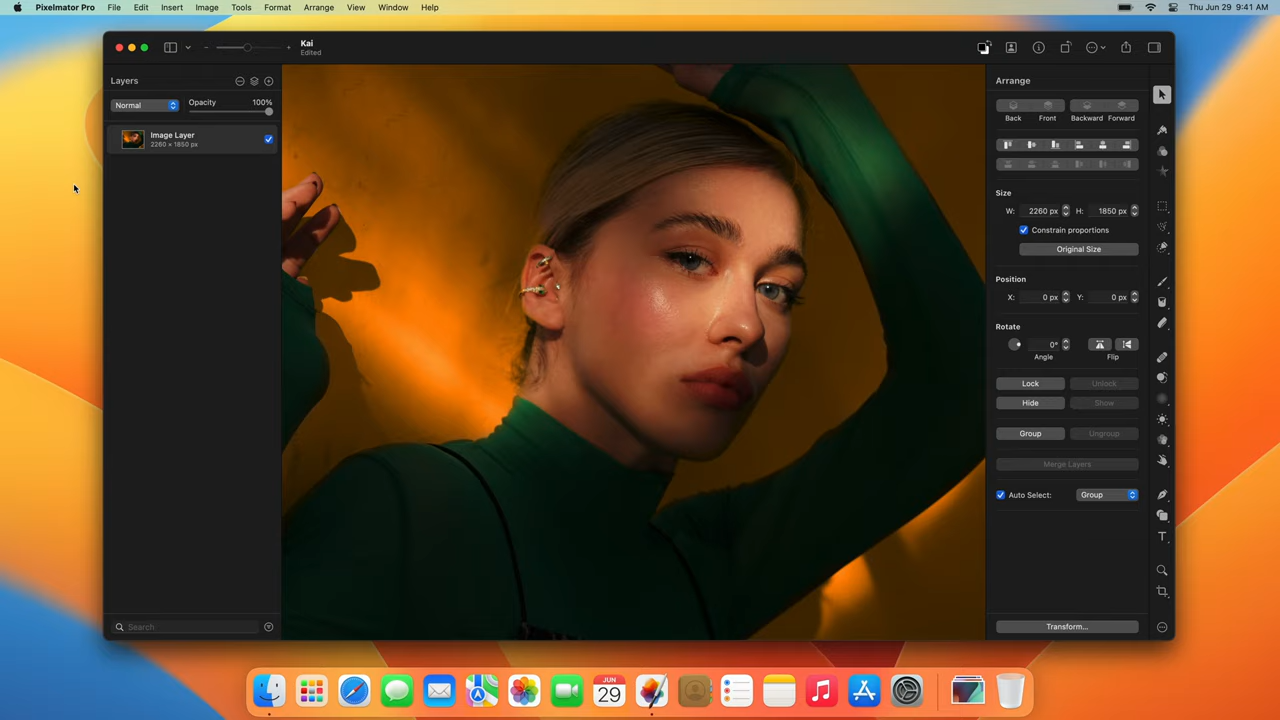 Pixelmator Pro File Edit Insert Image Tools Format Arrange View Window Help Thu Jun 29 9:41 AM
Kai
Edited
Layers
Normal Opacity 100%
Image Layer
2260 × 1850 px
Search
Arrange
Back Front Backward Forward
Size
W: 2260 px H: 1850 px
Constrain proportions
Original Size
Position
X: 0 px Y: 0 px
Rotate
0°
Angle Flip
Lock Unlock
Hide Show
Group Ungroup
Merge Layers
Auto Select: Group
Transform...
T
JUN
29